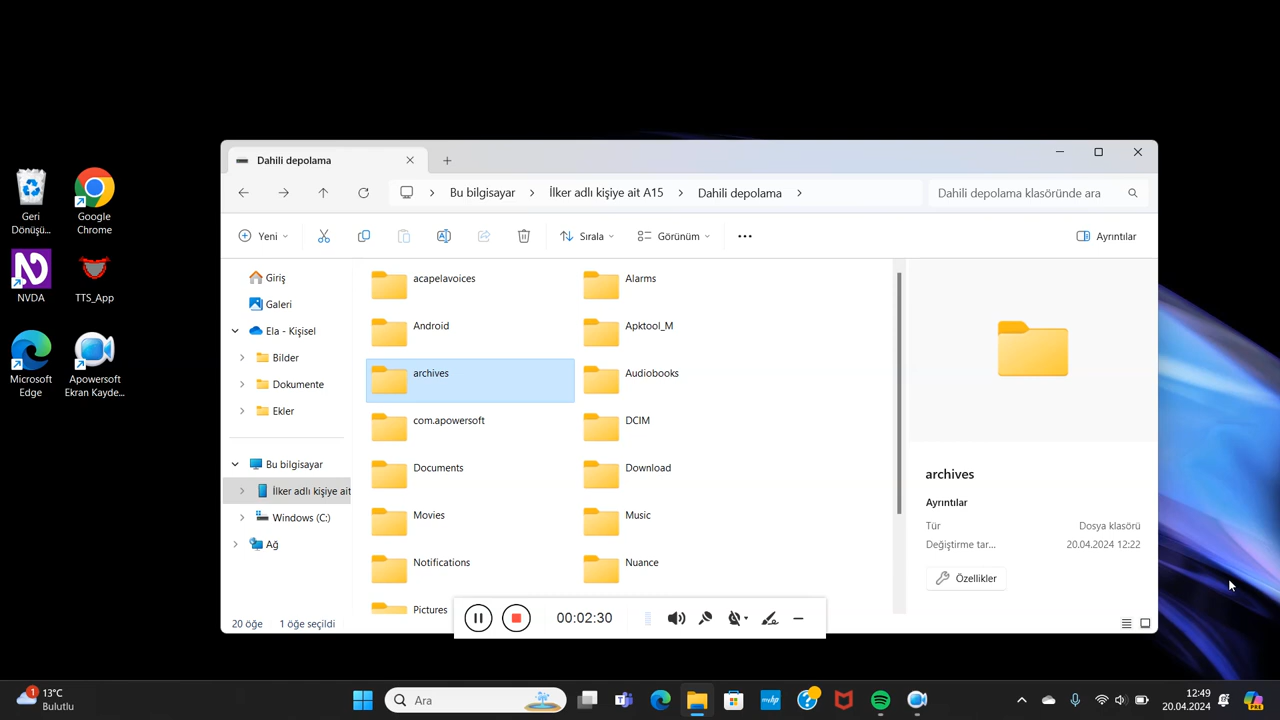 Geri
Dönüşü...
Google
Chrome
NVDA
TTS_App
Microsoft
Edge
Apowersoft
Ekran Kayde...
Dahili depolama
Bu bilgisayar
İlker adlı kişiye ait A15
Dahili depolama
Dahili depolama klasöründe ara
Yeni
Sırala
Görünüm
Ayrıntılar
Giriş
Galeri
Ela - Kişisel
Bilder
Dokumente
Ekler
Bu bilgisayar
İlker adlı kişiye ait
Windows (C:)
Ağ
acapelavoices
Alarms
Android
Apktool_M
archives
Audiobooks
com.apowersoft
DCIM
Documents
Download
Movies
Music
Notifications
Nuance
Pictures
archives
Ayrıntılar
Tür Dosya klasörü
Değiştirme tar... 20.04.2024 12:22
Özellikler
20 öğe 1 öğe seçildi
00:02:30
1
13°C
Bulutlu
Ara
myhp
PRE
12:49
20.04.2024